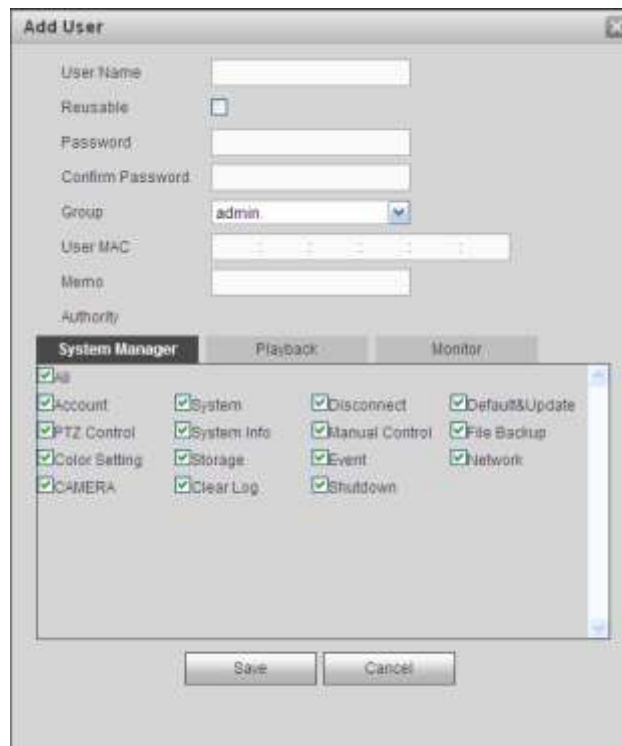 Add User
User Name
Reusable
Password
Confirm Password
Group admin
User MAC : : : : :
Memo
Authority
System Manager Playback Monitor
All
Account System Disconnect Default&Update
PTZ Control System Info Manual Control File Backup
Color Setting Storage Event Network
CAMERA Clear Log Shutdown
Save Cancel